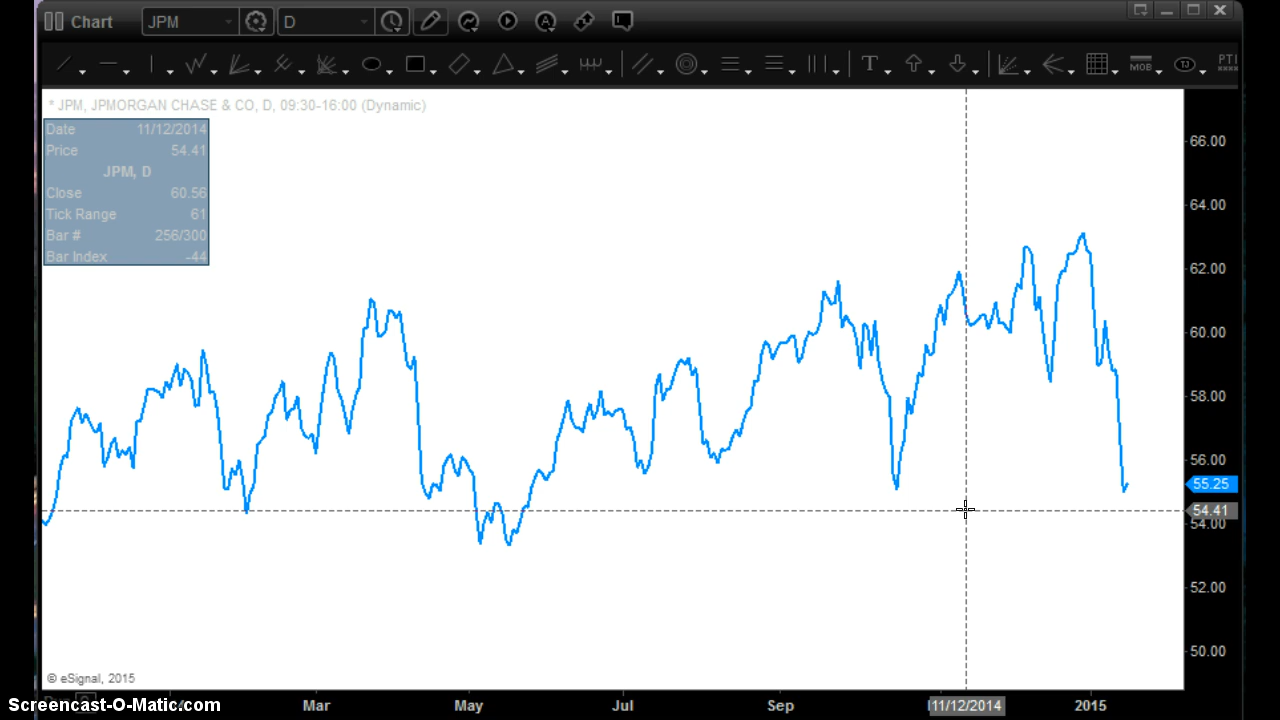 Chart JPM D
T MOB TJ PTI
* JPM, JPMORGAN CHASE & CO, D, 09:30-16:00 (Dynamic)
Date 11/12/2014
Price 54.41
JPM, D
Close 60.56
Tick Range 61
Bar # 256/300
Bar Index -44
66.00
64.00
62.00
60.00
58.00
56.00
55.25
54.41
54.00
52.00
50.00
© eSignal, 2015
Mar May Jul Sep 11/12/2014 2015
Screencast-O-Matic.com